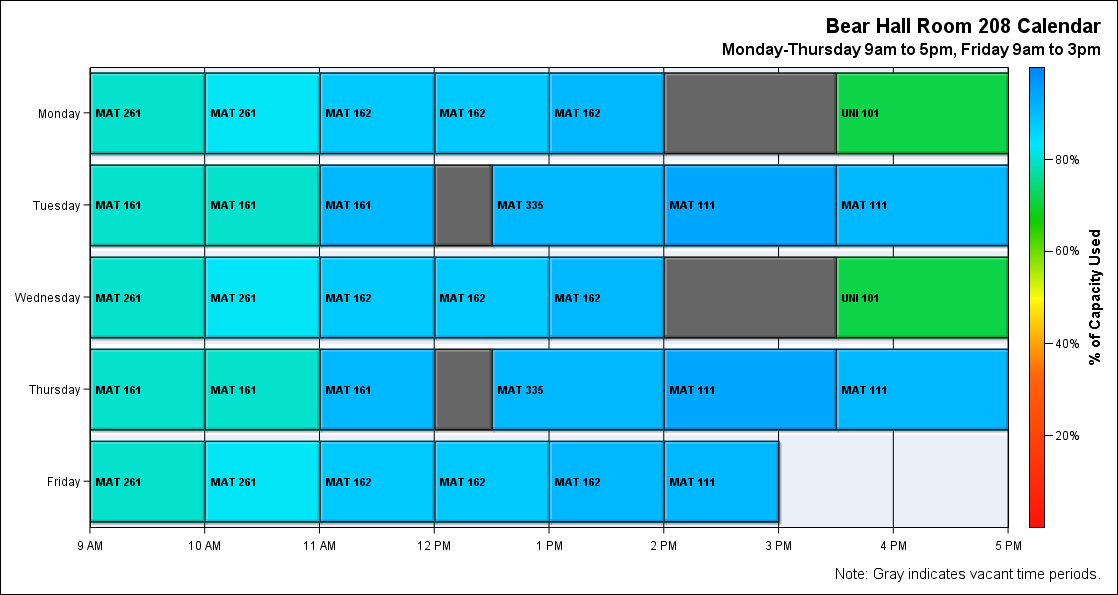 Bear Hall Room 208 Calendar
Monday-Thursday 9am to 5pm, Friday 9am to 3pm
Monday MAT 261 MAT 261 MAT 162 MAT 162 MAT 162 UNI 101
Tuesday MAT 161 MAT 161 MAT 161 MAT 335 MAT 111 MAT 111
Wednesday MAT 261 MAT 261 MAT 162 MAT 162 MAT 162 UNI 101
Thursday MAT 161 MAT 161 MAT 161 MAT 335 MAT 111 MAT 111
Friday MAT 261 MAT 261 MAT 162 MAT 162 MAT 162 MAT 111
9 AM 10 AM 11 AM 12 PM 1 PM 2 PM 3 PM 4 PM 5 PM
80%
60%
40%
20%
% of Capacity Used
Note: Gray indicates vacant time periods.